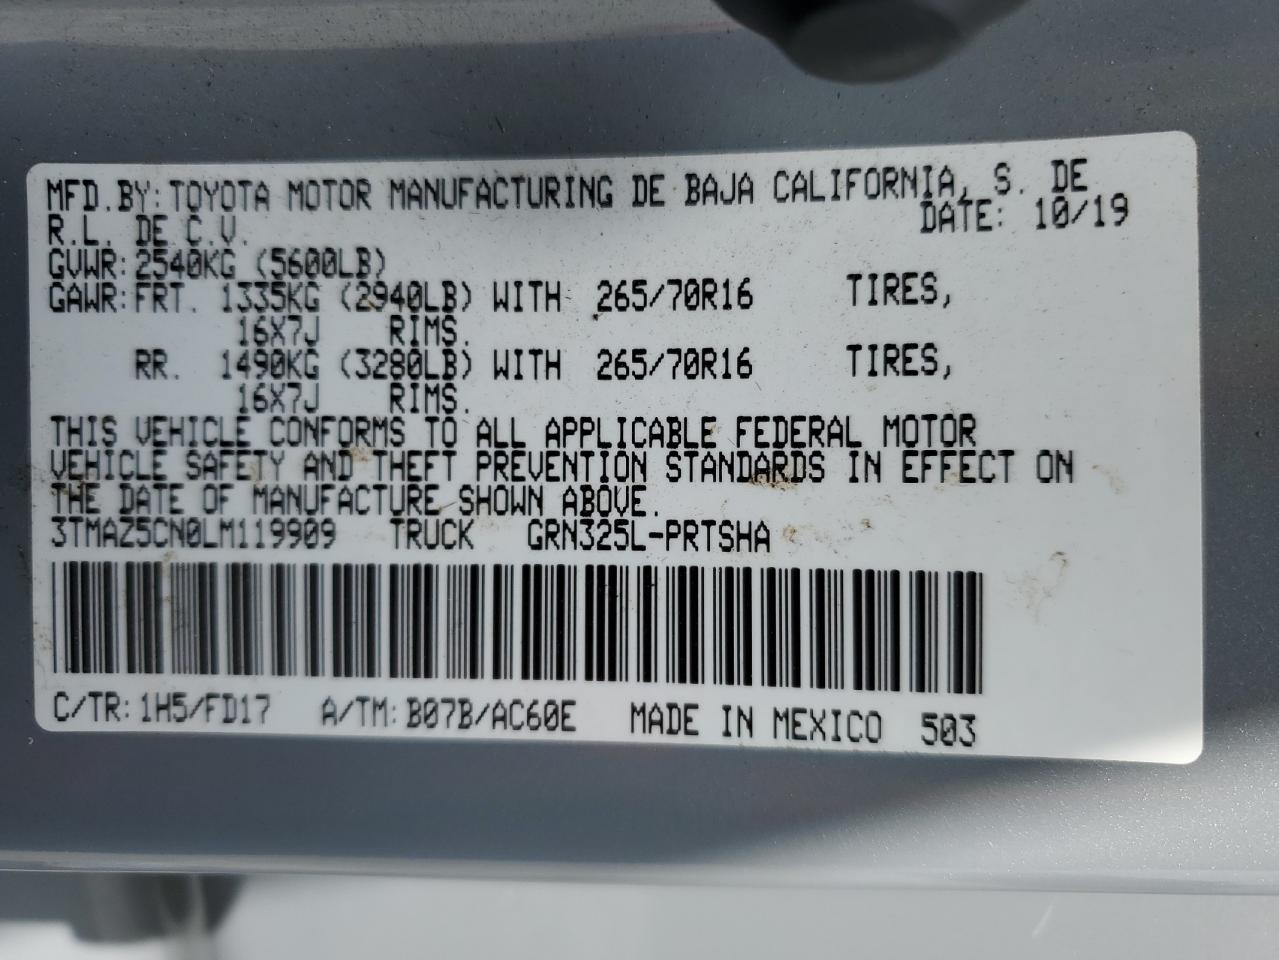 MFD.BY:TOYOTA MOTOR MANUFACTURING DE BAJA CALIFORNIA, S. DE
R.L. DE C.V. DATE: 10/19
GVWR:2540KG (5600LB)
GAWR:FRT. 1335KG (2940LB) WITH 265/70R16 TIRES,
16X7J RIMS.
RR. 1490KG (3280LB) WITH 265/70R16 TIRES,
16X7J RIMS.
THIS VEHICLE CONFORMS TO ALL APPLICABLE FEDERAL MOTOR
VEHICLE SAFETY AND THEFT PREVENTION STANDARDS IN EFFECT ON
THE DATE OF MANUFACTURE SHOWN ABOVE.
3TMAZ5CN0LM119909 TRUCK GRN325L-PRTSHA
C/TR:1H5/FD17 A/TM:B07B/AC60E MADE IN MEXICO 503